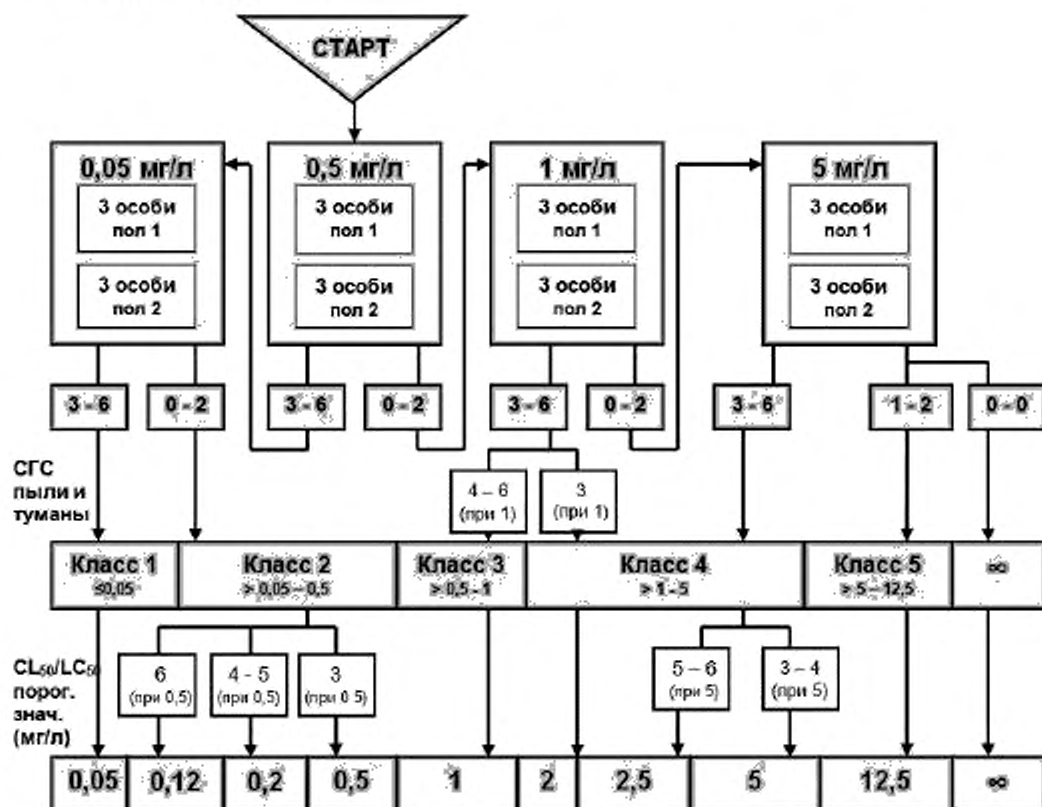 СТАРТ
0,05 мг/л
0,5 мг/л
1 мг/л
5 мг/л
3 особи
пол 1
3 особи
пол 1
3 особи
пол 1
3 особи
пол 1
3 особи
пол 2
3 особи
пол 2
3 особи
пол 2
3 особи
пол 2
3 - 6
0 - 2
3 - 6
0 - 2
3 - 6
0 - 2
3 - 6
1 - 2
0 - 0
СГС
пыли и
туманы
4 – 6
(при 1)
3
(при 1)
Класс 1
≤0,05
Класс 2
> 0,05 – 0,5
Класс 3
> 0,5 - 1
Класс 4
> 1 - 5
Класс 5
> 5 – 12,5
∞
CL50/LC50
порог.
знач.
(мг/л)
6
(при 0,5)
4 - 5
(при 0,5)
3
(при 0 5)
5 – 6
(при 5)
3 – 4
(при 5)
0,05
0,12
0,2
0,5
1
2
2,5
5
12,5
∞